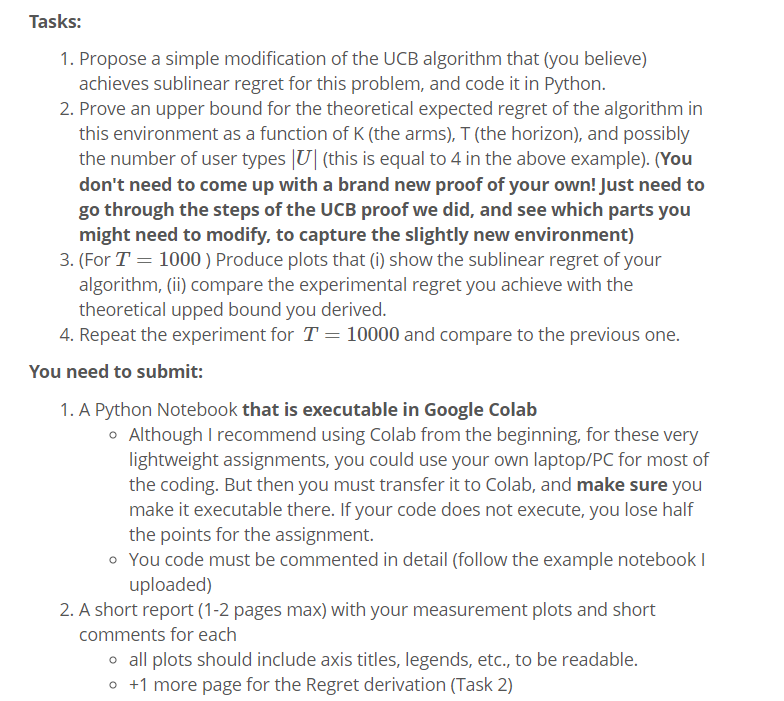 Tasks:
1. Propose a simple modification of the UCB algorithm that (you believe)
achieves sublinear regret for this problem, and code it in Python.
2. Prove an upper bound for the theoretical expected regret of the algorithm in
this environment as a function of K (the arms), T (the horizon), and possibly
the number of user types |U| (this is equal to 4 in the above example). (You
don't need to come up with a brand new proof of your own! Just need to
go through the steps of the UCB proof we did, and see which parts you
might need to modify, to capture the slightly new environment)
3. (For T = 1000 ) Produce plots that (i) show the sublinear regret of your
algorithm, (ii) compare the experimental regret you achieve with the
theoretical upped bound you derived.
4. Repeat the experiment for T = 10000 and compare to the previous one.
You need to submit:
1. A Python Notebook that is executable in Google Colab
◦ Although I recommend using Colab from the beginning, for these very
lightweight assignments, you could use your own laptop/PC for most of
the coding. But then you must transfer it to Colab, and make sure you
make it executable there. If your code does not execute, you lose half
the points for the assignment.
◦ You code must be commented in detail (follow the example notebook I
uploaded)
2. A short report (1-2 pages max) with your measurement plots and short
comments for each
◦ all plots should include axis titles, legends, etc., to be readable.
◦ +1 more page for the Regret derivation (Task 2)